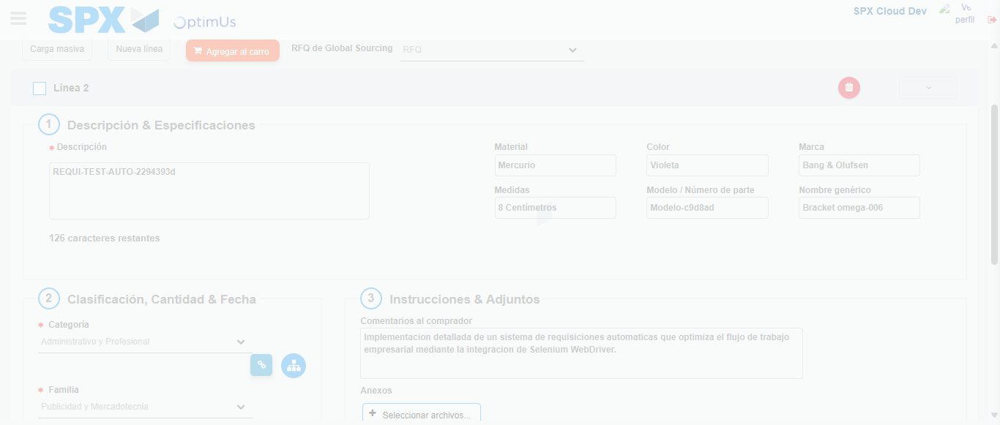 SPX
OptimUs
SPX Cloud Dev
Ve
perfil
Carga masiva
Nueva línea
Agregar al carro
RFQ de Global Sourcing
RFQ
Línea 2
1 Descripción & Especificaciones
* Descripción
REQUI-TEST-AUTO-2294393d
126 caracteres restantes
Material
Color
Marca
Mercurio
Violeta
Bang & Olufsen
Medidas
Modelo / Número de parte
Nombre genérico
8 Centímetros
Modelo-c9d8ad
Bracket omega-006
2 Clasificación, Cantidad & Fecha
* Categoría
Administrativo y Profesional
* Familia
Publicidad y Mercadotecnia
3 Instrucciones & Adjuntos
Comentarios al comprador
Implementacion detallada de un sistema de requisiciones automaticas que optimiza el flujo de trabajo
empresarial mediante la integracion de Selenium WebDriver.
Anexos
+ Seleccionar archivos...